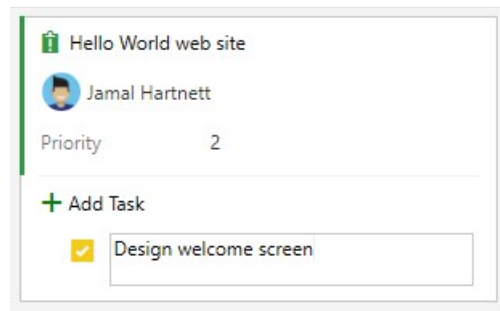 Hello World web site
Jamal Hartnett
Priority 2
Add Task
Design welcome screen